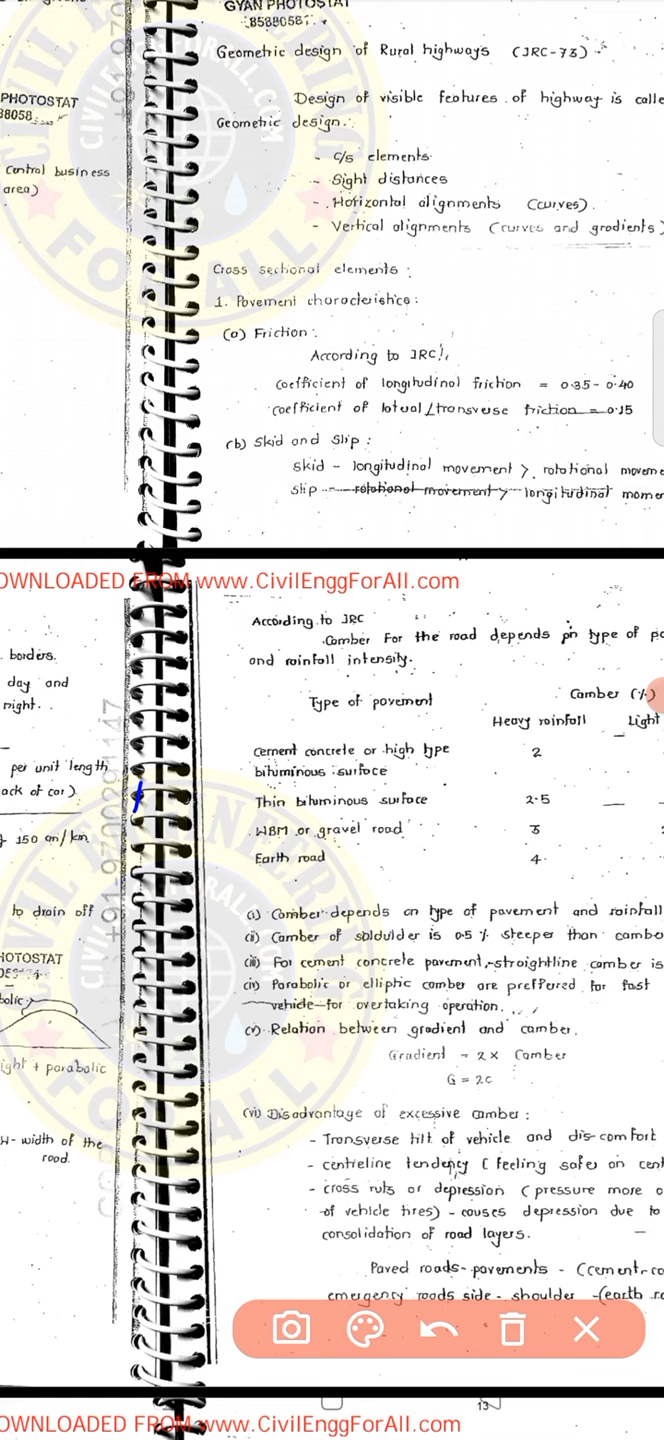 GYAN PHOTOSTAT
Geometric design of Rural highways (IRC-73)
Design of visible features of highway is calle
Geometric design.
PHOTOSTAT
- C/S elements
- Sight distances
- Horizontal alignments (curves).
- Vertical alignments (curves and gradients)
Central business
area)
Cross sectional elements:
1. Pavement characteristics:
(a) Friction:
According to IRC
coefficient of longitudinal friction = 0.35-0.40
coefficient of lateral/transverse friction = 0.15
(b) Skid and Slip:
skid - longitudinal movement > rotational movem
slip - rotational movement > longitudinal
OWNLOADED FROM www.CivilEnggForAll.com
borders.
day and
night.
per unit length
ack of car)
150 cm/km
to drain off
HOTOSTAT
bolic
ight + parabolic
W- width of the
road.
According to IRC
Camber for the road depends on type of
and rainfall intensity.
Type of pavement
Camber (%)
Heavy rainfall
Light
Cement concrete or high type
bituminous surface
2
Thin bituminous surface
2.5
WBM or gravel road
3
Earth road
4
(i) Camber depends on type of pavement and rainfall
(ii) Camber of sbldulder is 0.5% steeper than cambe
(iii) For cement concrete pavement, straightline camber is
(iv) Parabolic or elliptic camber are preffered for fast
vehicle for overtaking operation.
(v) Relation between gradient and camber.
Gradient = 2 x Camber
G = 2C
(vi) Disadvantage of excessive camber:
- Transverse tilt of vehicle and dis-comfort
- centreline tendency (feeling safe on cent
- cross ruts or depression (pressure more o
of vehicle tires) - causes depression due to
consolidation of road layers.
Paved roads - pavements - (cement-co
emergency roads side - shoulder - (earth
13
OWNLOADED FROM www.CivilEnggForAll.com
CIVIL ENGINEERING
FOR ALL